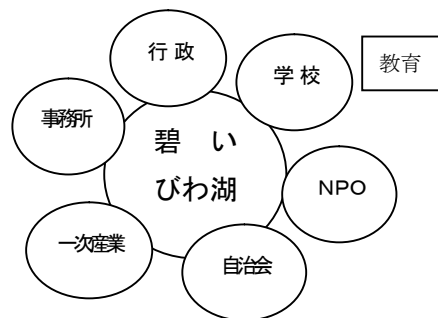 行 政
学 校
教育
事務所
碧 い
びわ湖
NPO
一次産業
自治会